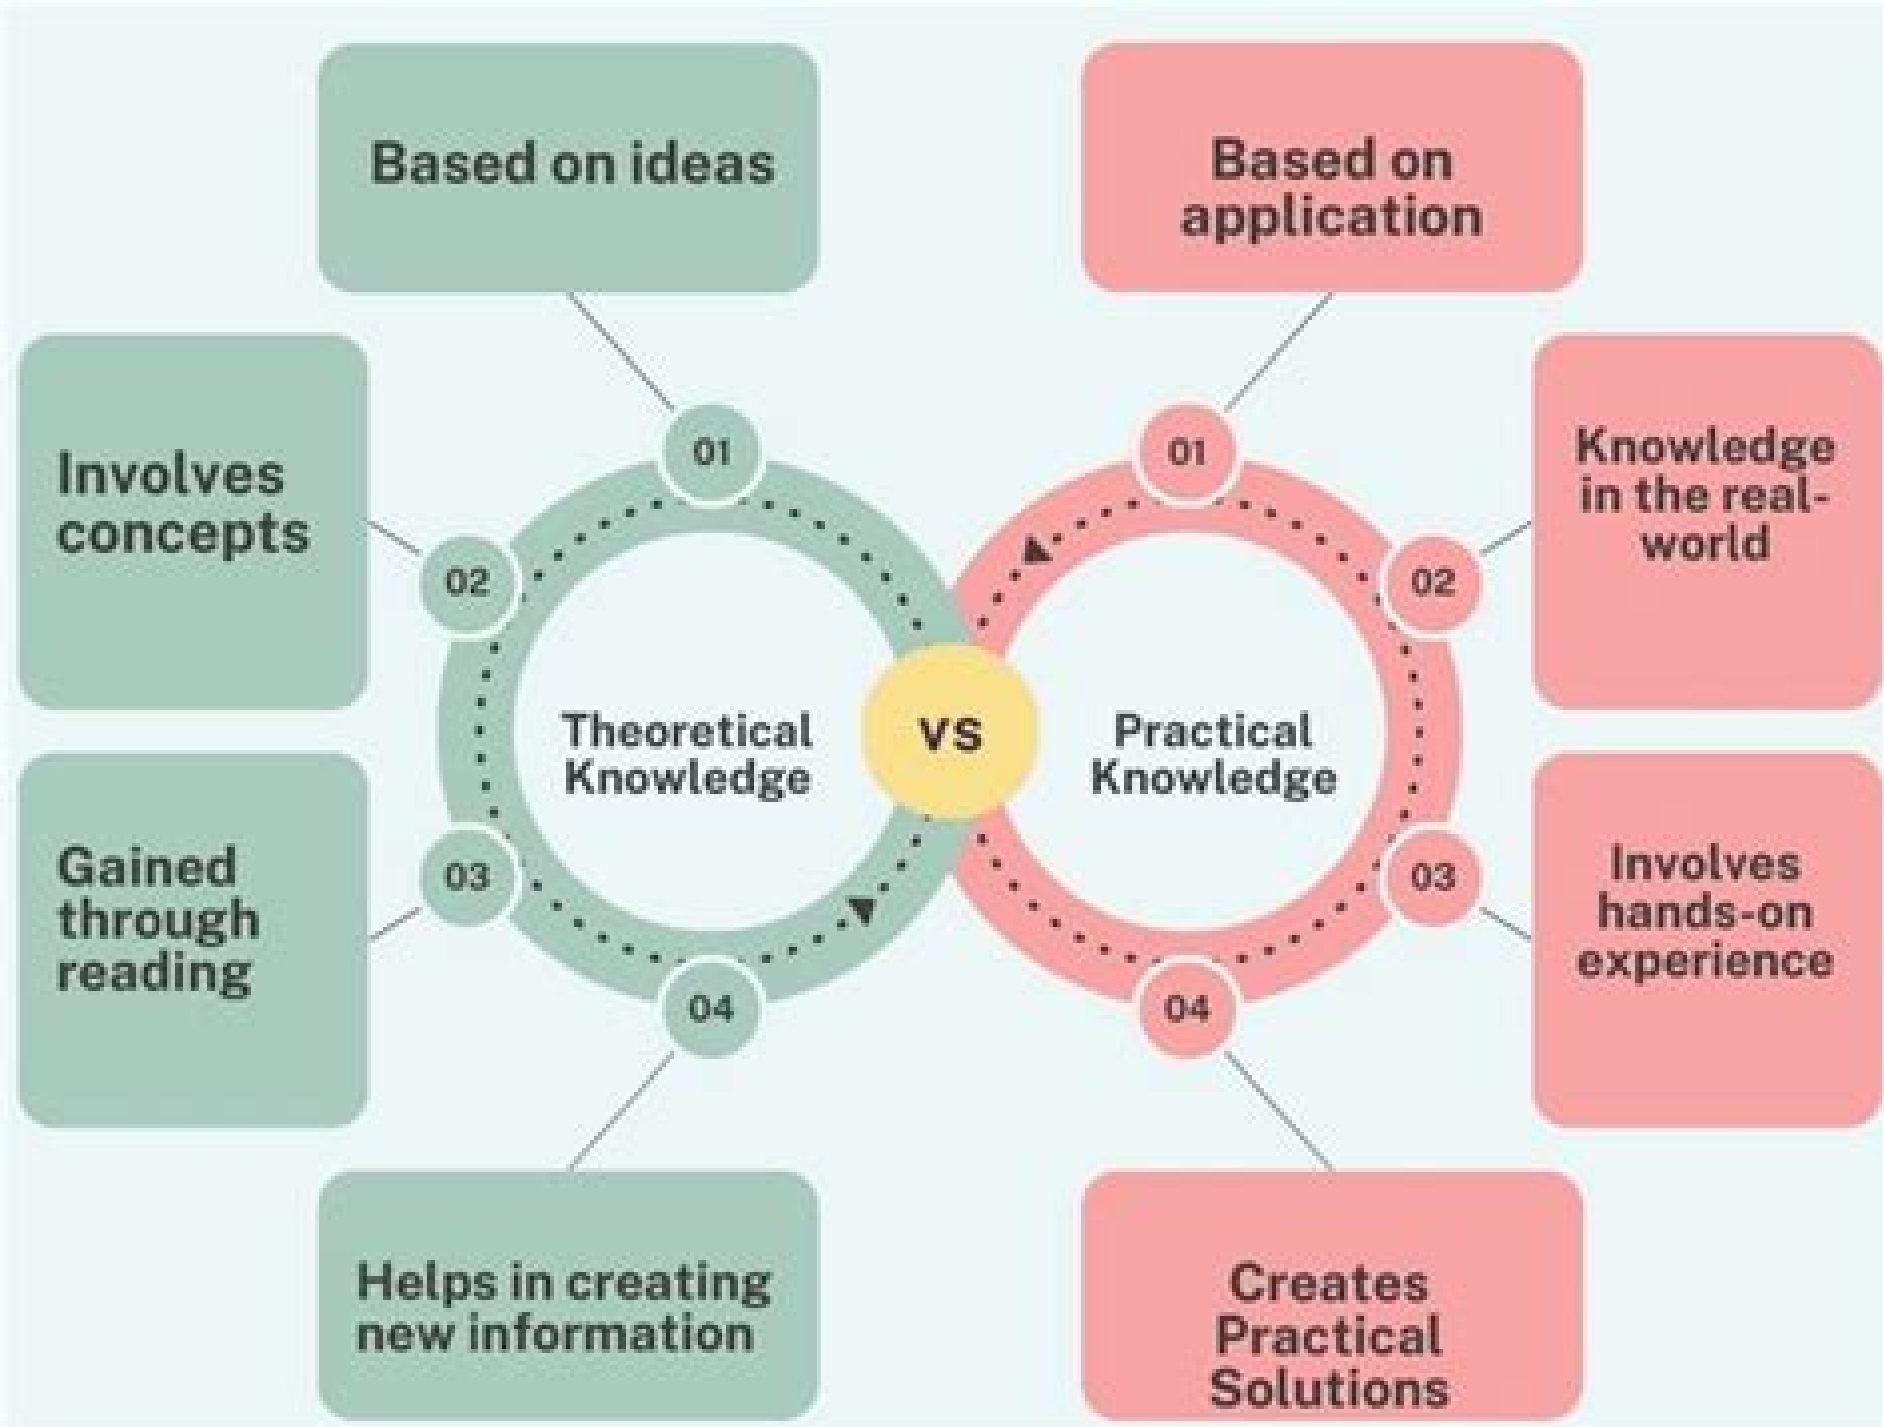 Based on ideas
01
Involves
concepts
02
Gained
through
reading
03
Helps in creating
new information
04
Theoretical
Knowledge
vs
Practical
Knowledge
Based on
application
01
Knowledge
in the real-
world
02
Involves
hands-on
experience
03
Creates
Practical
Solutions
04